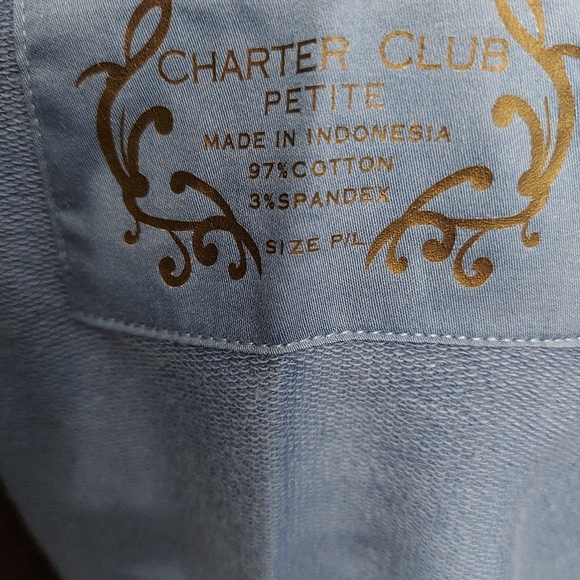 CHARTER CLUB
PETITE
MADE IN INDONESIA
97%COTTON
3%SPANDEX
SIZE P/L